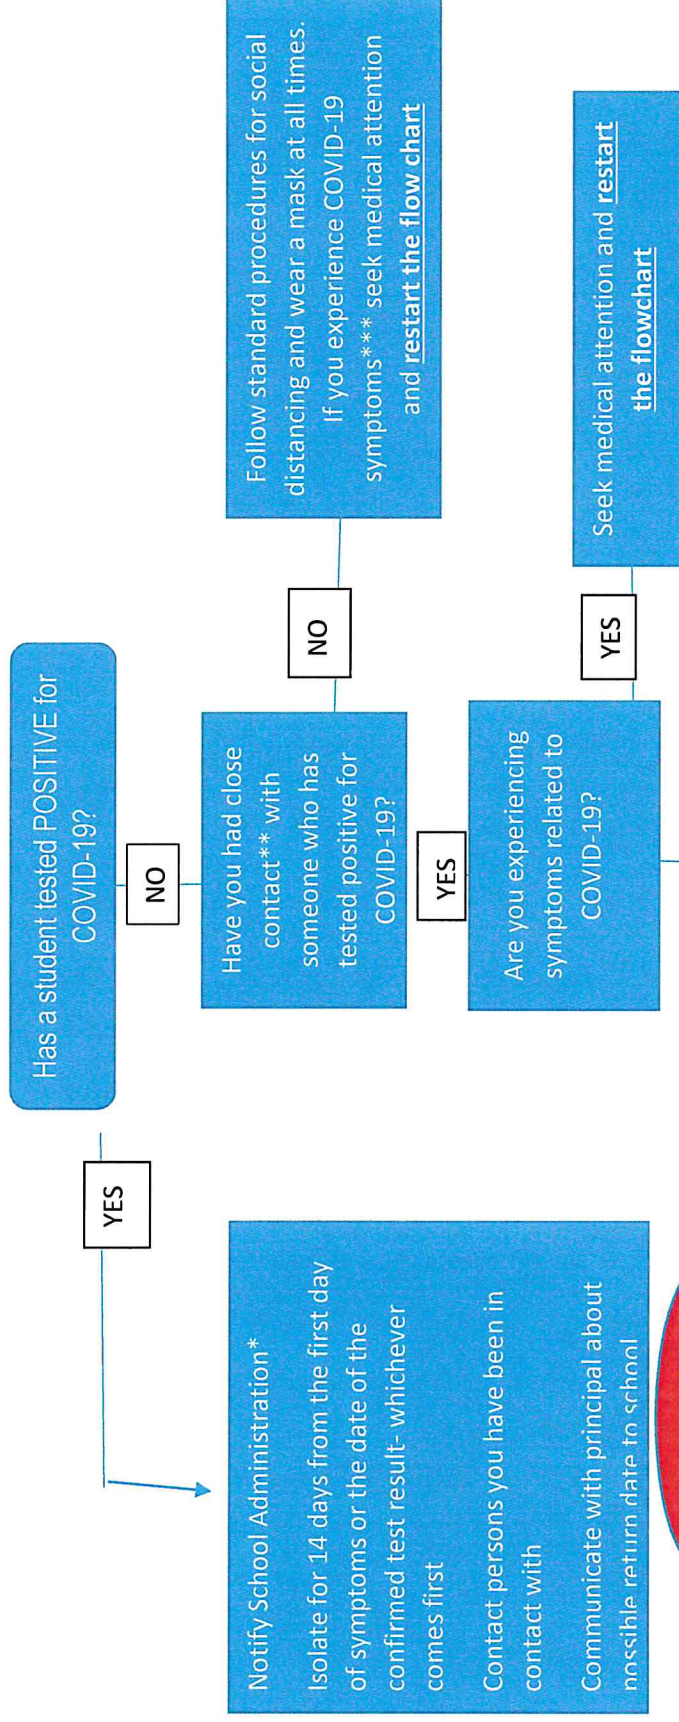 Has a student tested POSITIVE for
COVID-19?
YES
NO
Notify School Administration*
Isolate for 14 days from the first day
of symptoms or the date of the
confirmed test result- whichever
comes first
Contact persons you have been in
contact with
Communicate with principal about
possible return date to school
Have you had close
contact** with
someone who has
tested positive for
COVID-19?
NO
Follow standard procedures for social
distancing and wear a mask at all times.
If you experience COVID-19
symptoms*** seek medical attention
and restart the flow chart
YES
Are you experiencing
symptoms related to
COVID-19?
YES
Seek medical attention and restart
the flowchart